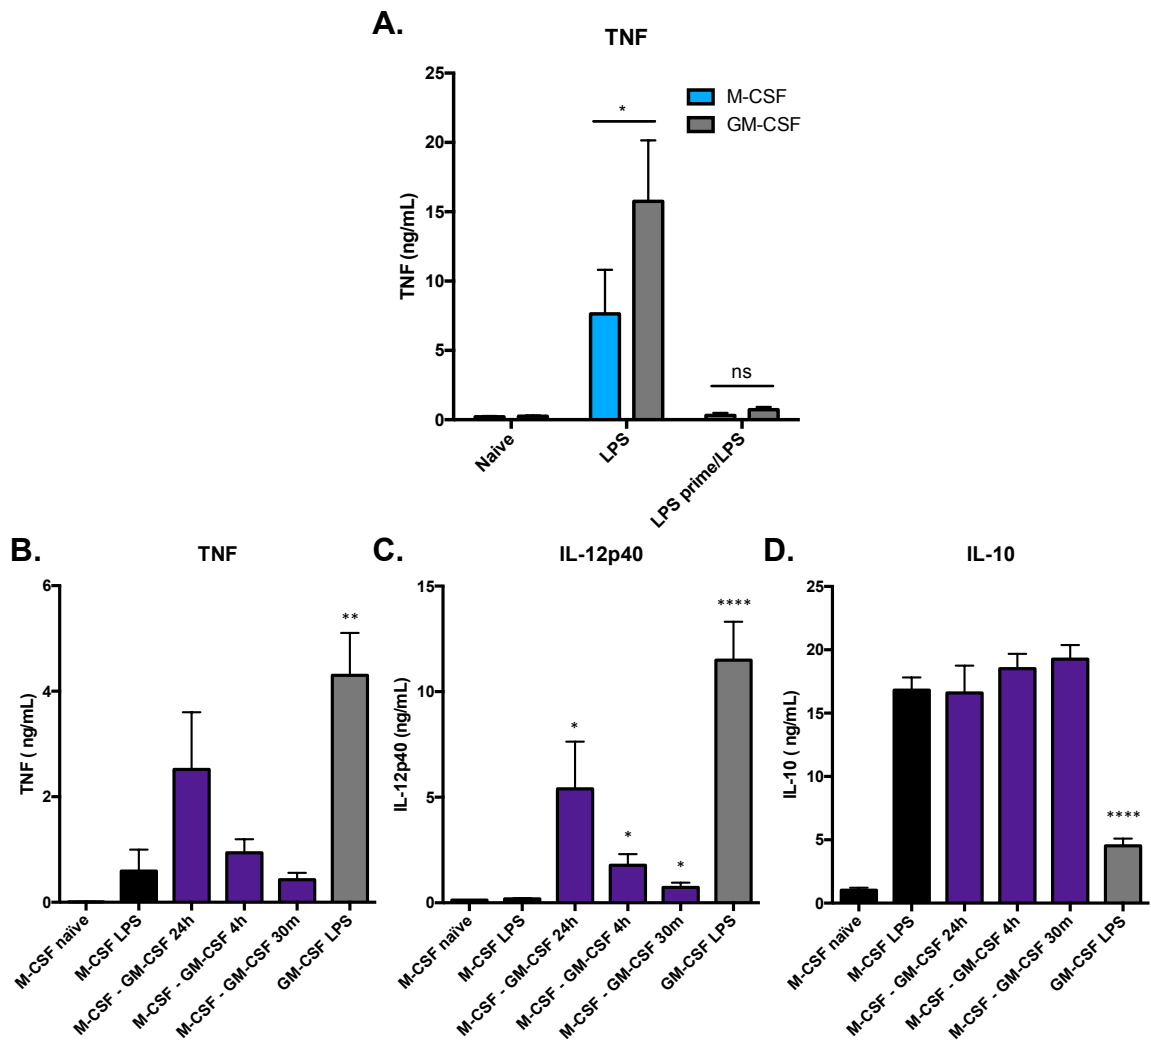 A.
TNF
25
20
15
10
5
0
TNF (ng/mL)
M-CSF
GM-CSF
*
ns
Naive
LPS
LPS prime/LPS
B.
TNF
6
4
2
0
TNF ( ng/mL)
**
M-CSF naïve
M-CSF LPS
M-CSF - GM-CSF 24h
M-CSF - GM-CSF 4h
M-CSF - GM-CSF 30m
GM-CSF LPS
C.
IL-12p40
15
10
5
0
IL-12p40 (ng/mL)
*
*
*
****
M-CSF naïve
M-CSF LPS
M-CSF - GM-CSF 24h
M-CSF - GM-CSF 4h
M-CSF - GM-CSF 30m
GM-CSF LPS
D.
IL-10
25
20
15
10
5
0
IL-10 ( ng/mL)
****
M-CSF naïve
M-CSF LPS
M-CSF - GM-CSF 24h
M-CSF - GM-CSF 4h
M-CSF - GM-CSF 30m
GM-CSF LPS